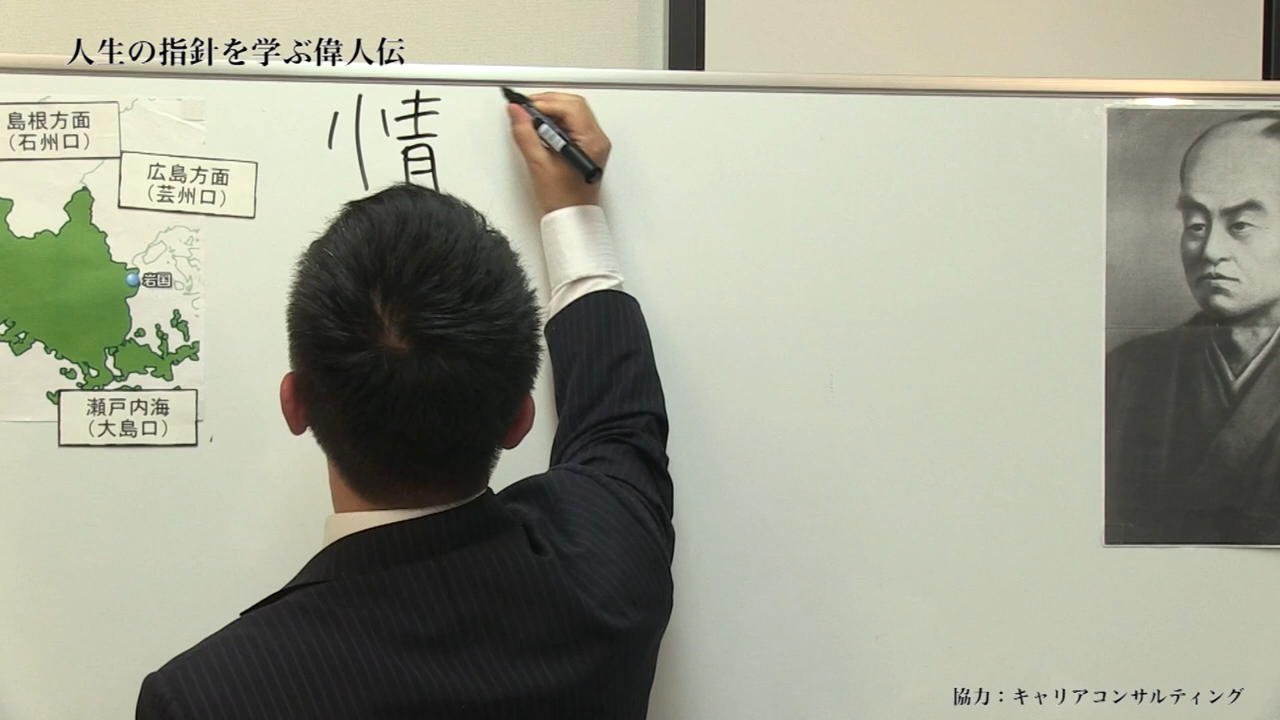 人生の指針を学ぶ偉人伝
島根方面
(石州口)
広島方面
(芸州口)
岩国
瀬戸内海
(大島口)
情
協力：キャリアコンサルティング